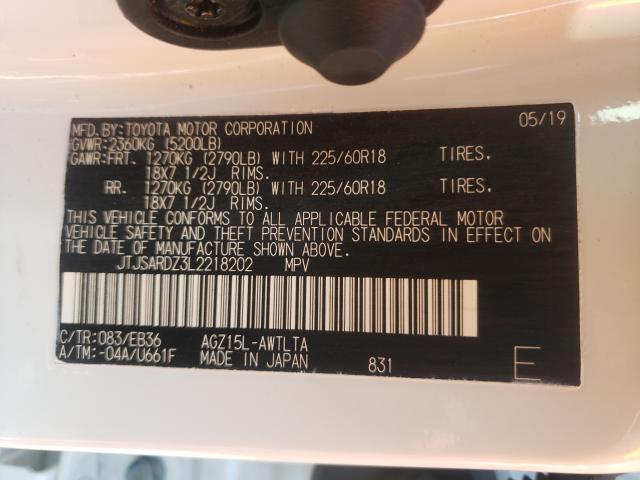 MFD.BY:TOYOTA MOTOR CORPORATION 05/19
GVWR:2360KG (5200LB)
GAWR:FRT. 1270KG (2790LB) WITH 225/60R18 TIRES.
18X7 1/2J RIMS.
RR. 1270KG (2790LB) WITH 225/60R18 TIRES.
18X7 1/2J RIMS.
THIS VEHICLE CONFORMS TO ALL APPLICABLE FEDERAL MOTOR
VEHICLE SAFETY AND THEFT PREVENTION STANDARDS IN EFFECT ON
THE DATE OF MANUFACTURE SHOWN ABOVE.
JTJSARDZ3L2218202 MPV
C/TR:083/EB36 AGZ15L-AWTLTA
A/TM:-04A/U661F MADE IN JAPAN 831 E